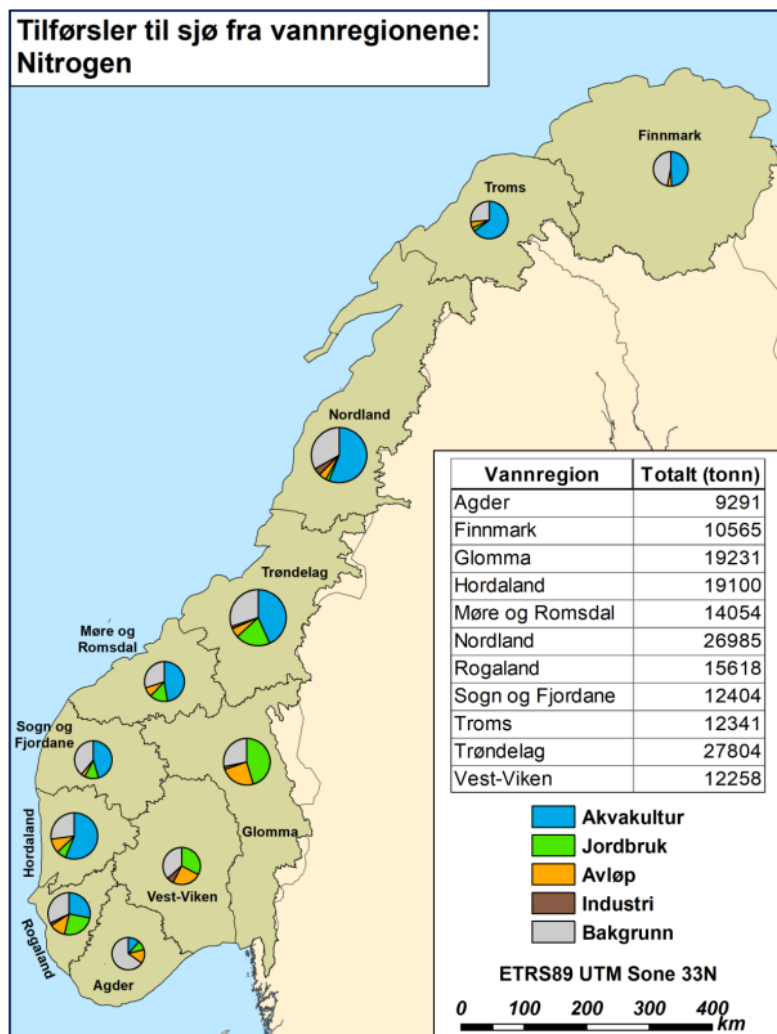 Tilførsler til sjø fra vannregionene:
Nitrogen
Finnmark
Troms
Nordland
Trøndelag
Møre og
Romsdal
Sogn og
Fjordane
Hordaland
Glomma
Vest-Viken
Rogaland
Agder
Vannregion Totalt (tonn)
Agder 9291
Finnmark 10565
Glomma 19231
Hordaland 19100
Møre og Romsdal 14054
Nordland 26985
Rogaland 15618
Sogn og Fjordane 12404
Troms 12341
Trøndelag 27804
Vest-Viken 12258
Akvakultur
Jordbruk
Avløp
Industri
Bakgrunn
ETRS89 UTM Sone 33N
0 100 200 300 400
km